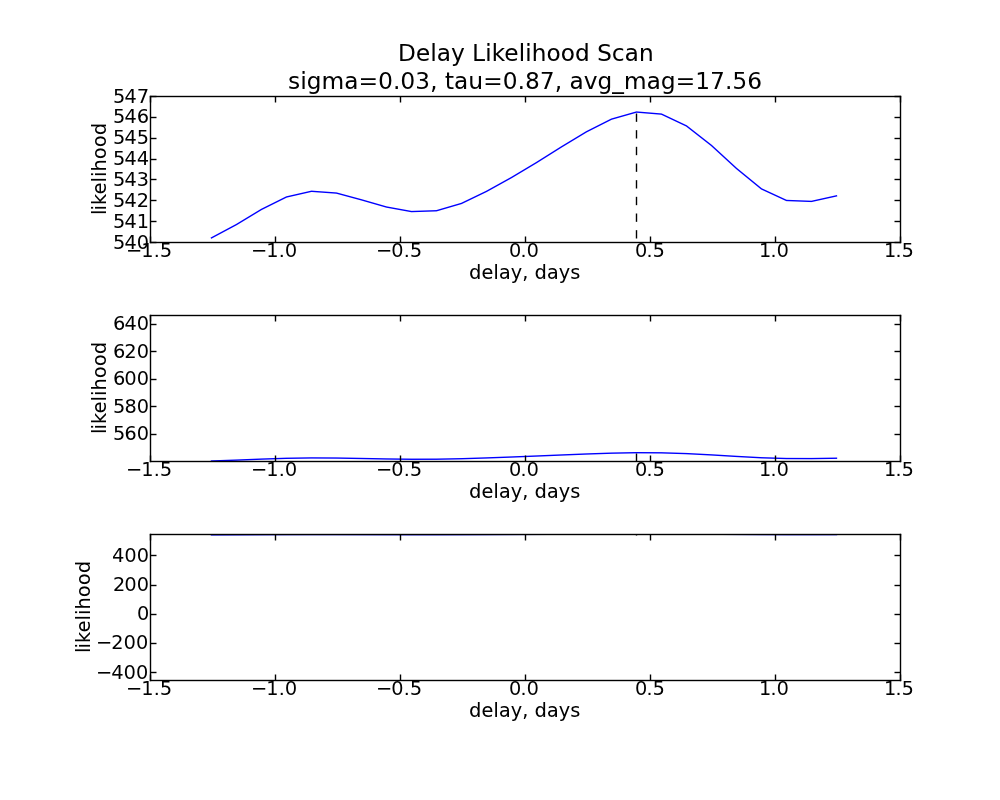 Delay Likelihood Scan
sigma=0.03, tau=0.87, avg_mag=17.56
547
546
545
544
543
542
541
540
likelihood
−1.5 −1.0 −0.5 0.0 0.5 1.0 1.5
delay, days
640
620
600
580
560
likelihood
−1.5 −1.0 −0.5 0.0 0.5 1.0 1.5
delay, days
400
200
0
−200
−400
likelihood
−1.5 −1.0 −0.5 0.0 0.5 1.0 1.5
delay, days